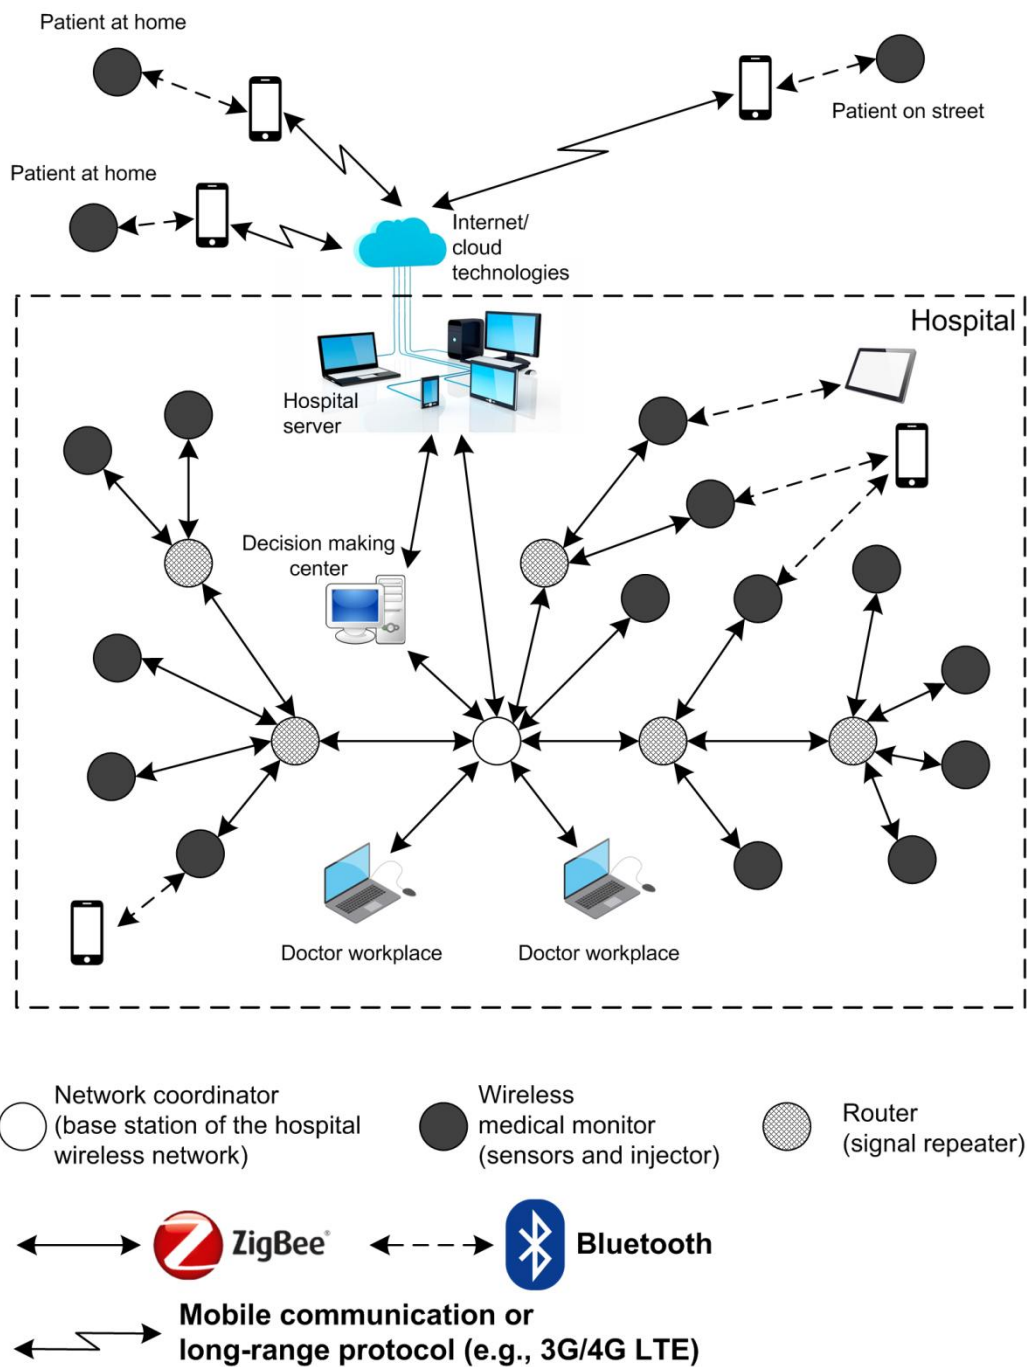 Patient at home
Patient on street
Patient at home
Internet/
cloud
technologies
Hospital
Hospital
server
Decision making
center
Doctor workplace
Doctor workplace
Network coordinator
(base station of the hospital
wireless network)
Wireless
medical monitor
(sensors and injector)
Router
(signal repeater)
ZigBee®
Bluetooth
Mobile communication or
long-range protocol (e.g., 3G/4G LTE)